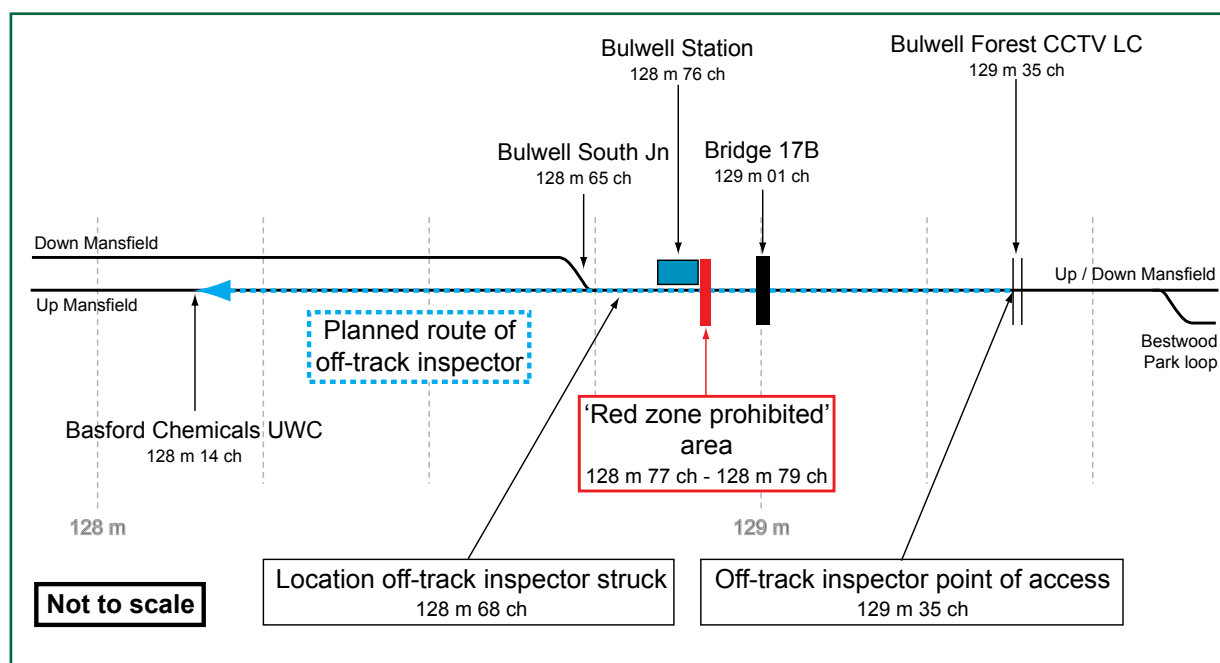 Bulwell Station
128 m 76 ch
Bulwell Forest CCTV LC
129 m 35 ch
Bulwell South Jn
128 m 65 ch
Bridge 17B
129 m 01 ch
Down Mansfield
Up / Down Mansfield
Up Mansfield
Planned route of
off-track inspector
Bestwood
Park loop
Basford Chemicals UWC
128 m 14 ch
‘Red zone prohibited’
area
128 m 77 ch - 128 m 79 ch
128 m
129 m
Location off-track inspector struck
128 m 68 ch
Off-track inspector point of access
129 m 35 ch
Not to scale